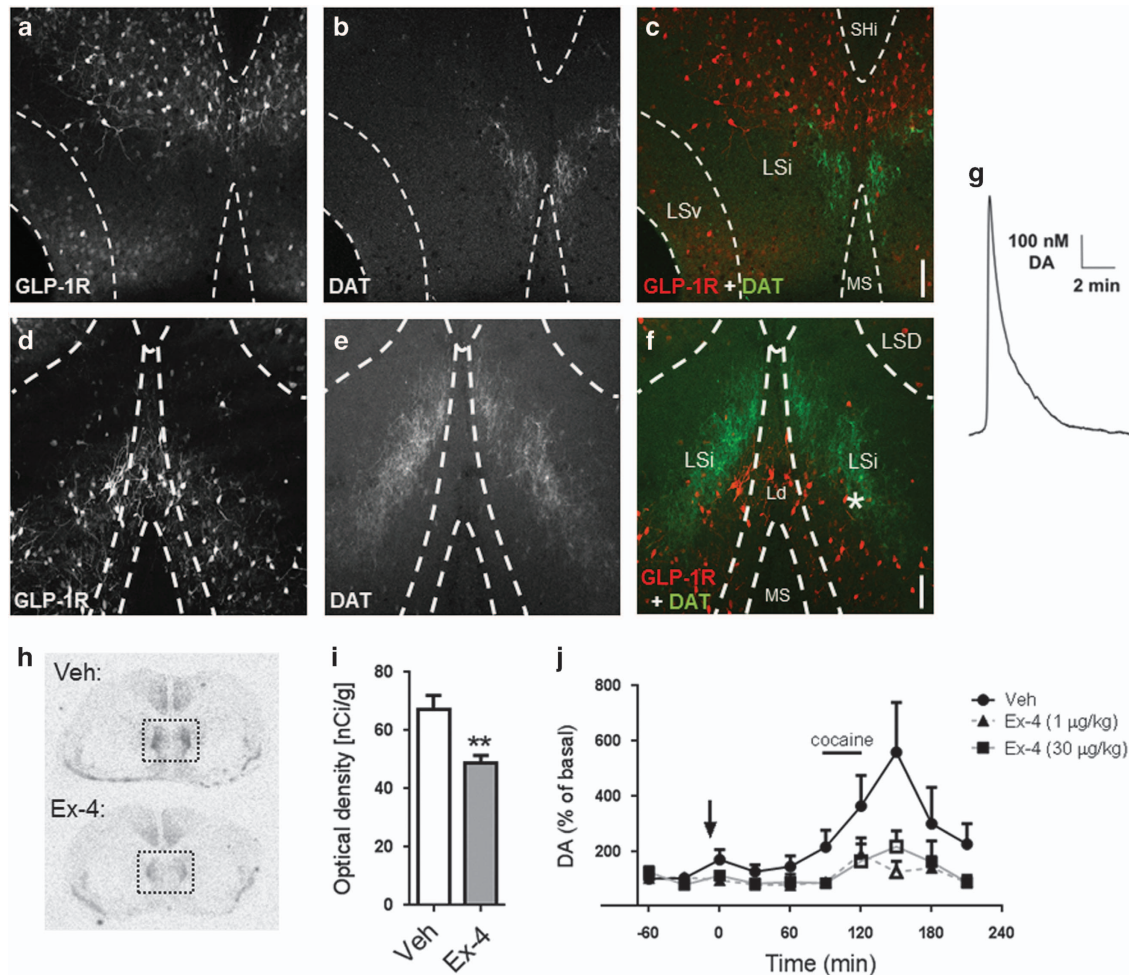 a
GLP-1R
b
DAT
c
SHi
LSi
LSv
GLP-1R + DAT
MS
d
GLP-1R
e
DAT
f
LSD
LSi
LSi
Ld
*
GLP-1R
+ DAT
MS
g
100 nM
DA
2 min
h
Veh:
Ex-4:
i
Optical density [nCi/g]
80
60
40
20
0
**
Veh
Ex-4
j
DA (% of basal)
800
600
400
200
cocaine
Veh
Ex-4 (1 µg/kg)
Ex-4 (30 µg/kg)
-60
0
60
120
180
240
Time (min)